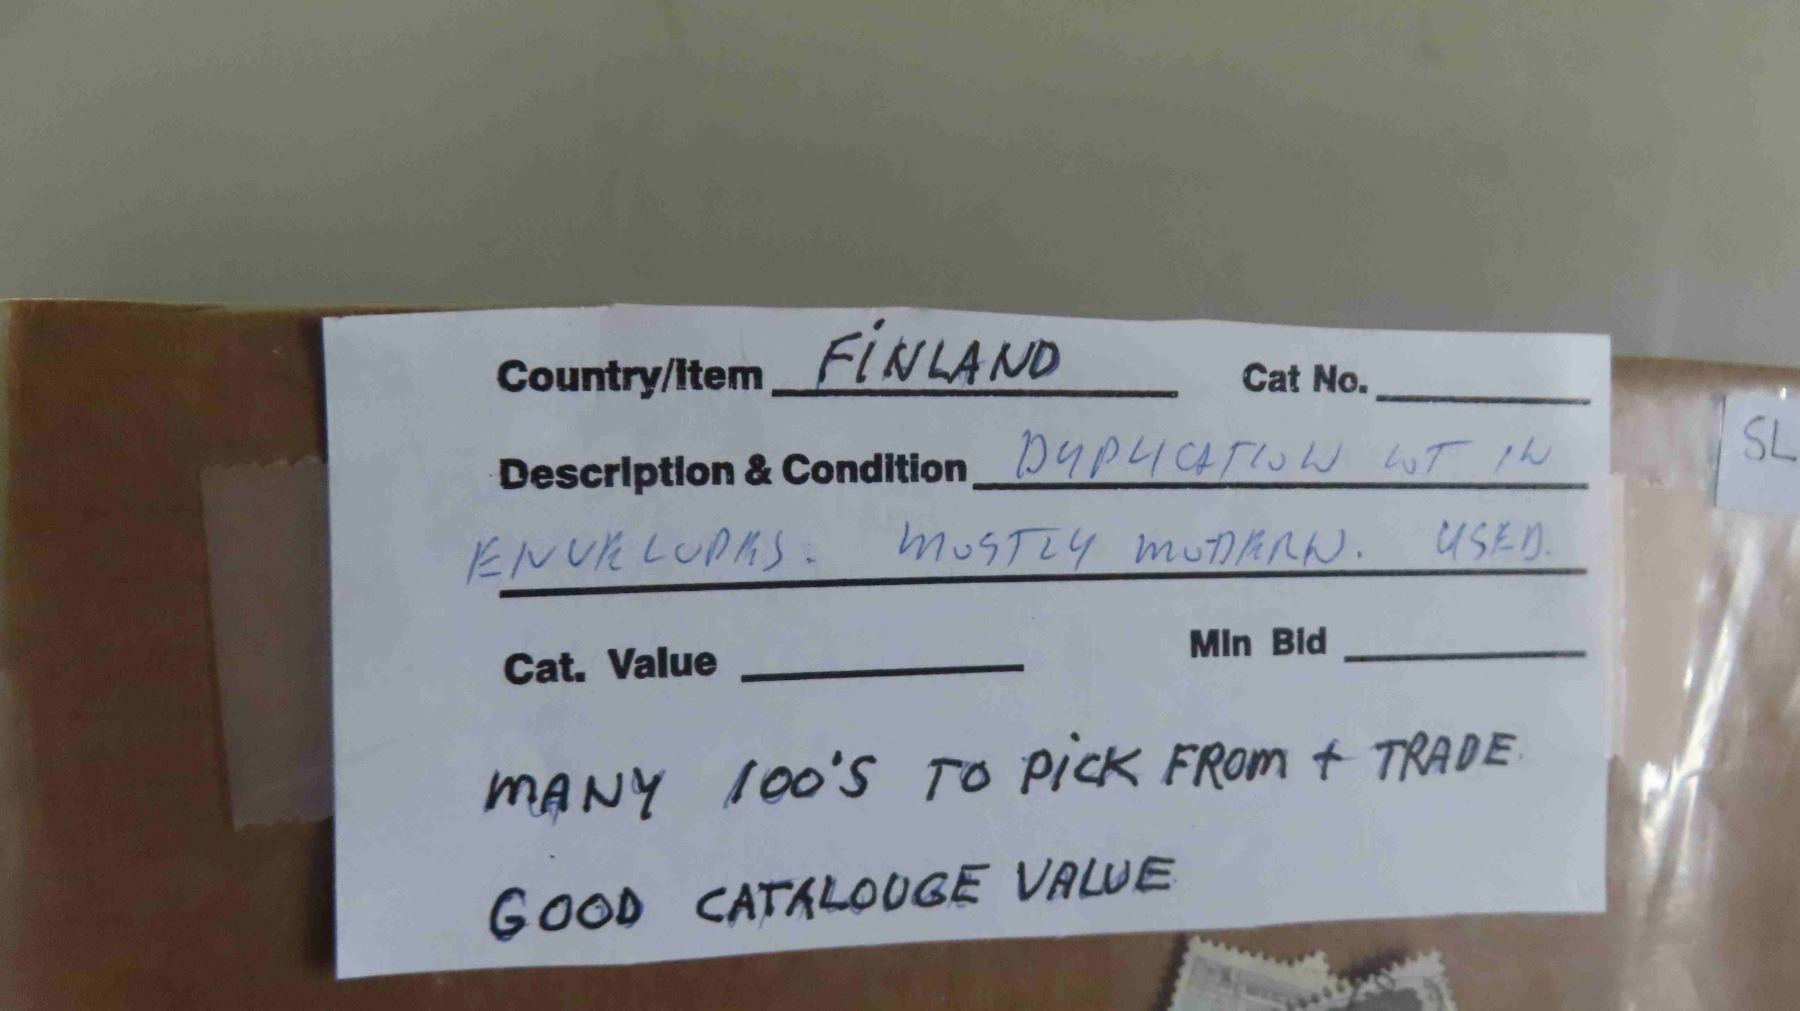 Country/Item FINLAND Cat No.
Description & Condition DUPLICATION LOT IN
ENVELOPES. MOSTLY MODERN. USED.
Cat. Value Min Bid
MANY 100'S TO PICK FROM + TRADE.
GOOD CATALOUGE VALUE
SL